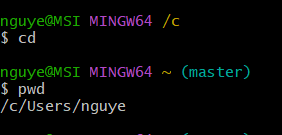 nguye@MSI MINGW64 /c
$ cd
nguye@MSI MINGW64 ~ (master)
$ pwd
/c/Users/nguye